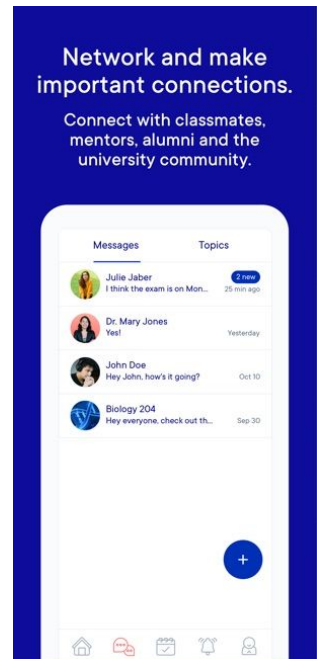 Network and make
important connections.
Connect with classmates,
mentors, alumni and the
university community.
Messages Topics
Julie Jaber 2 new
I think the exam is on Mon... 25 min ago
Dr. Mary Jones
Yes! Yesterday
John Doe
Hey John, how's it going? Oct 10
Biology 204
Hey everyone, check out th... Sep 30
+